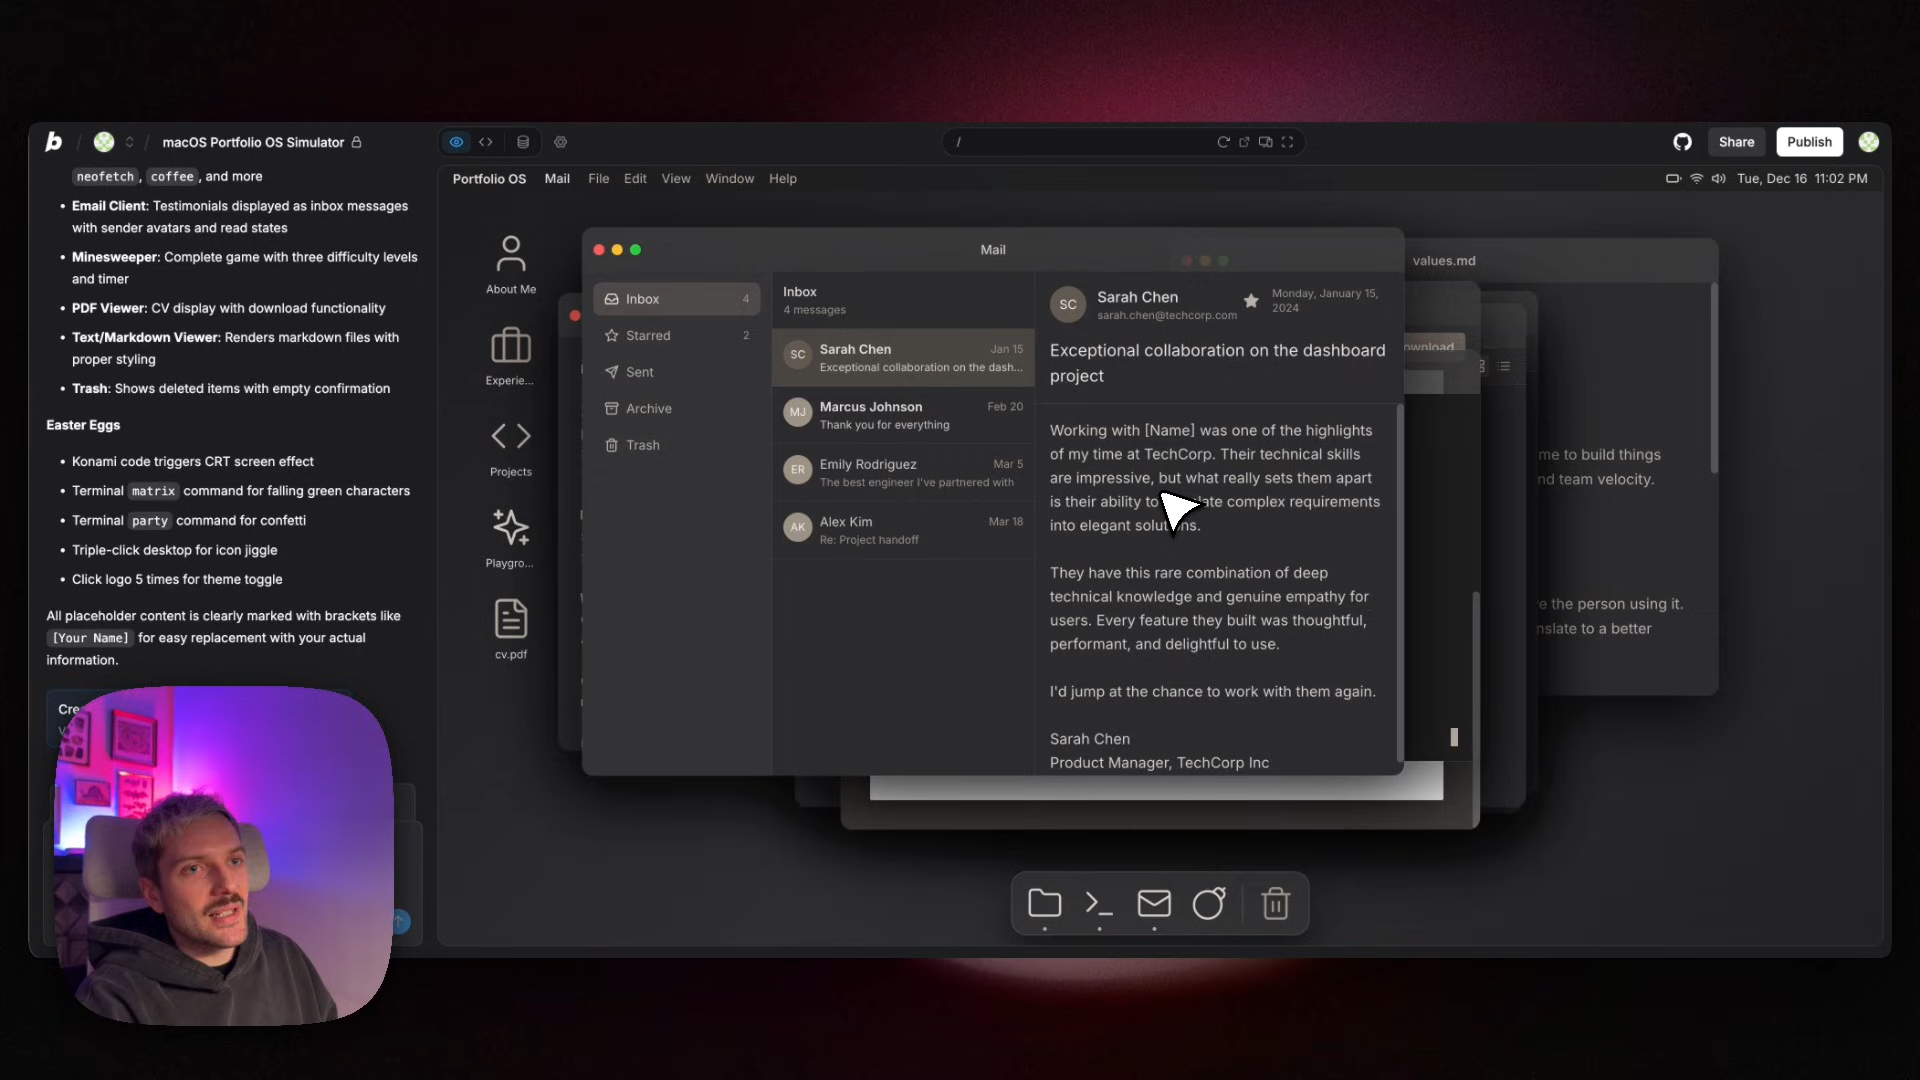 b / / macOS Portfolio OS Simulator
/
Share
Publish
neofetch, coffee, and more
• Email Client: Testimonials displayed as inbox messages
with sender avatars and read states
• Minesweeper: Complete game with three difficulty levels
and timer
• PDF Viewer: CV display with download functionality
• Text/Markdown Viewer: Renders markdown files with
proper styling
• Trash: Shows deleted items with empty confirmation
Easter Eggs
• Konami code triggers CRT screen effect
• Terminal matrix command for falling green characters
• Terminal party command for confetti
• Triple-click desktop for icon jiggle
• Click logo 5 times for theme toggle
All placeholder content is clearly marked with brackets like
[Your Name] for easy replacement with your actual
information.
Portfolio OS Mail File Edit View Window Help
Tue, Dec 16 11:02 PM
About Me
Experie...
Projects
Playgro...
cv.pdf
Mail
Inbox 4
Starred 2
Sent
Archive
Trash
Inbox
4 messages
SC
Sarah Chen Jan 15
Exceptional collaboration on the dash...
MJ
Marcus Johnson Feb 20
Thank you for everything
ER
Emily Rodriguez Mar 5
The best engineer I've partnered with
AK
Alex Kim Mar 18
Re: Project handoff
SC
Sarah Chen
sarah.chen@techcorp.com
Monday, January 15,
2024
Exceptional collaboration on the dashboard
project
Working with [Name] was one of the highlights
of my time at TechCorp. Their technical skills
are impressive, but what really sets them apart
is their ability to complex requirements
into elegant
They have this rare combination of deep
technical knowledge and genuine empathy for
users. Every feature they built was thoughtful,
performant, and delightful to use.
I'd jump at the chance to work with them again.
Sarah Chen
Product Manager, TechCorp Inc
values.md
me to build things
nd team velocity.
e the person using it.
nslate to a better
ownload